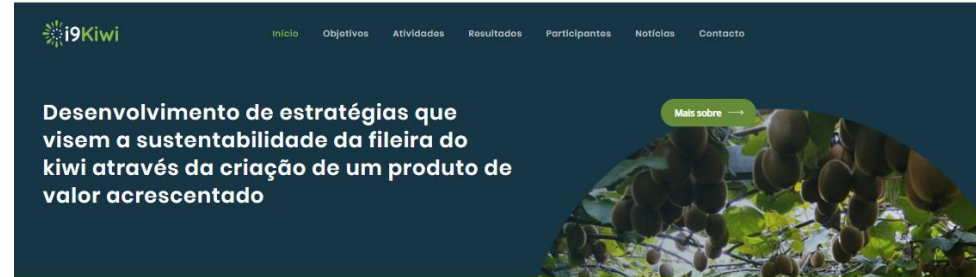 i9Kiwi
Início Objetivos Atividades Resultados Participantes Notícias Contacto
Desenvolvimento de estratégias que
visem a sustentabilidade da fileira do
kiwi através da criação de um produto de
valor acrescentado
Mais sobre →